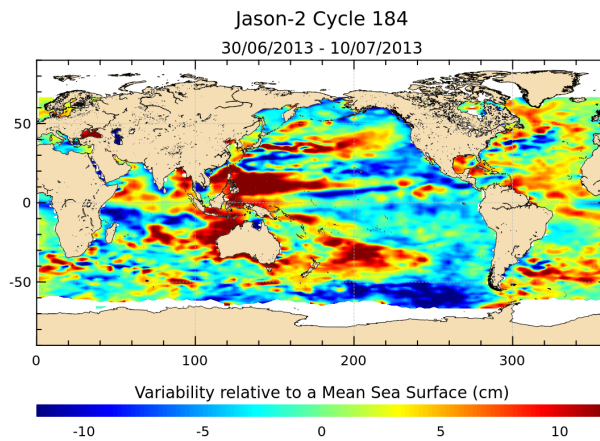 Jason-2 Cycle 184
30/06/2013 - 10/07/2013
50
0
-50
0 100 200 300
Variability relative to a Mean Sea Surface (cm)
-10 -5 0 5 10